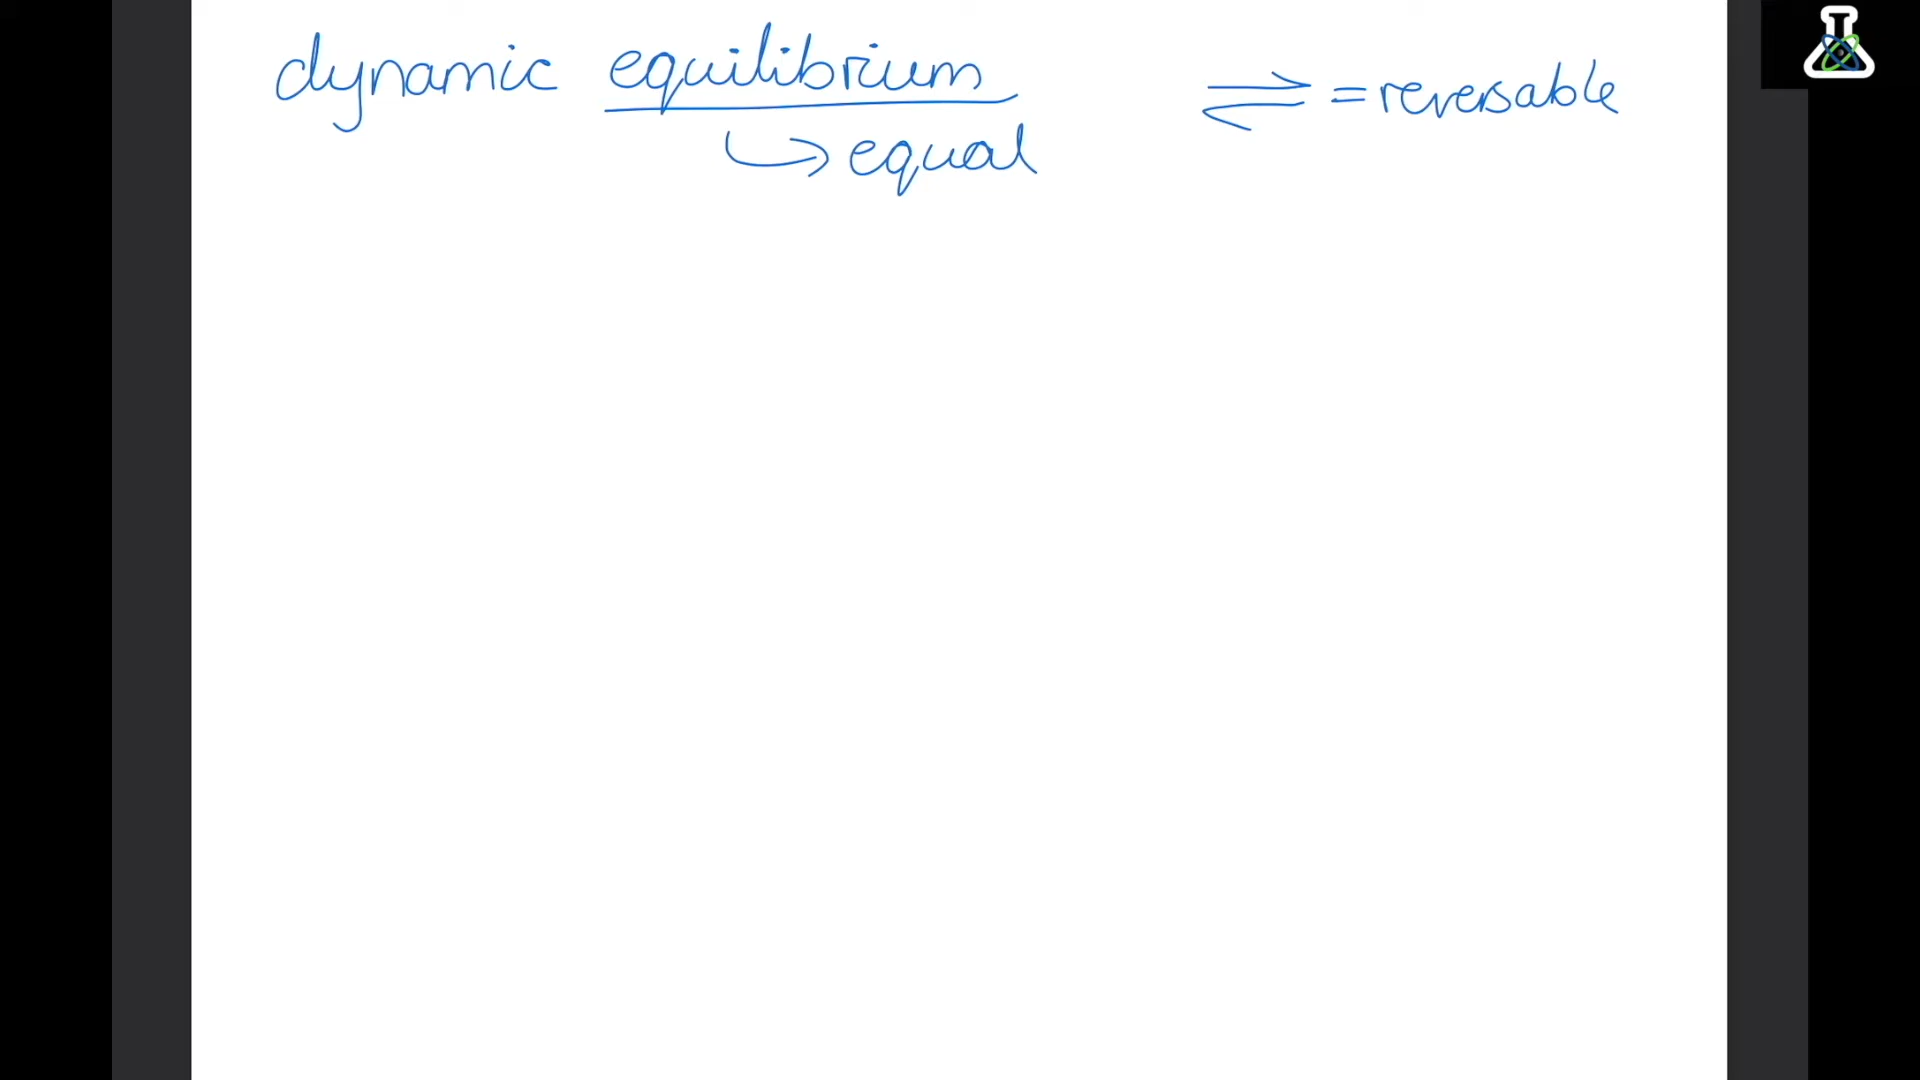 dynamic equilibrium
↳ equal
⇌ = reversable